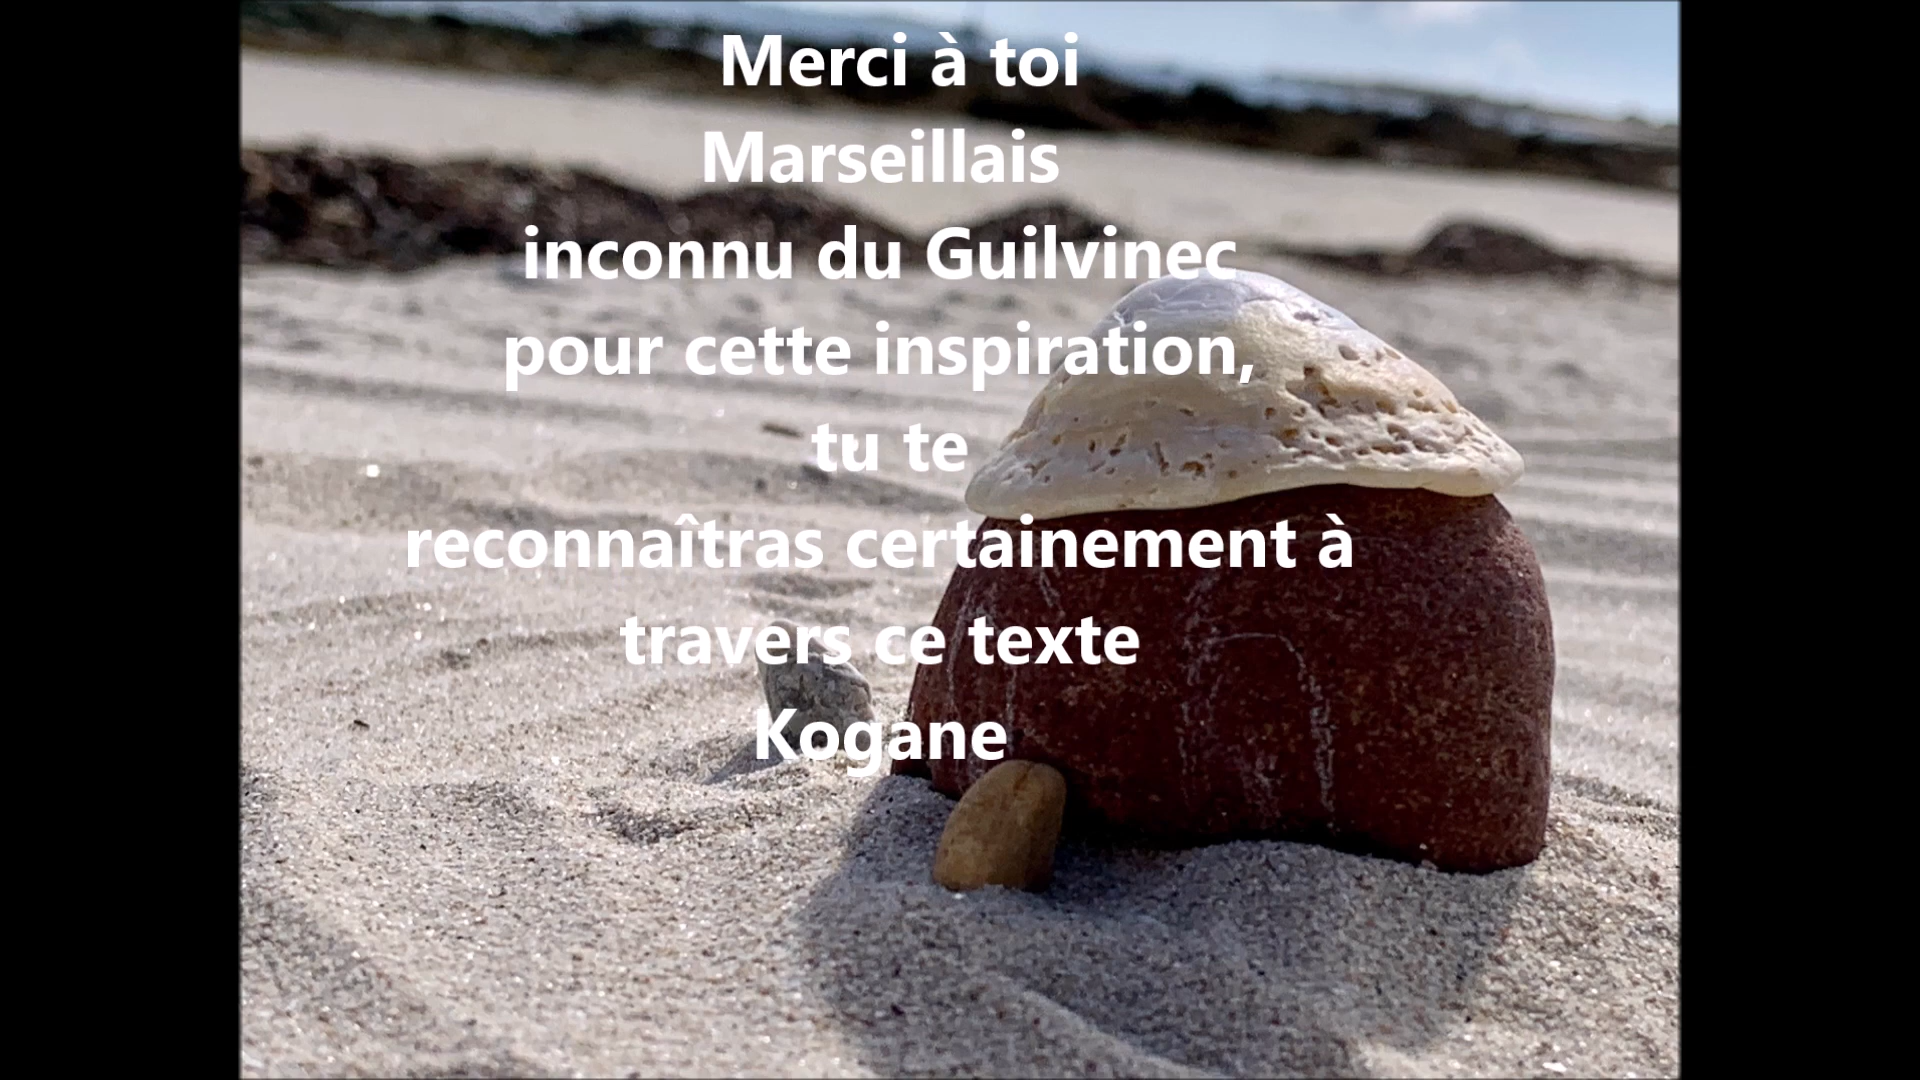 Merci à toi
Marseillais
inconnu du Guilvinec
pour cette inspiration,
tu te
reconnaîtras certainement à
travers ce texte
Kogane